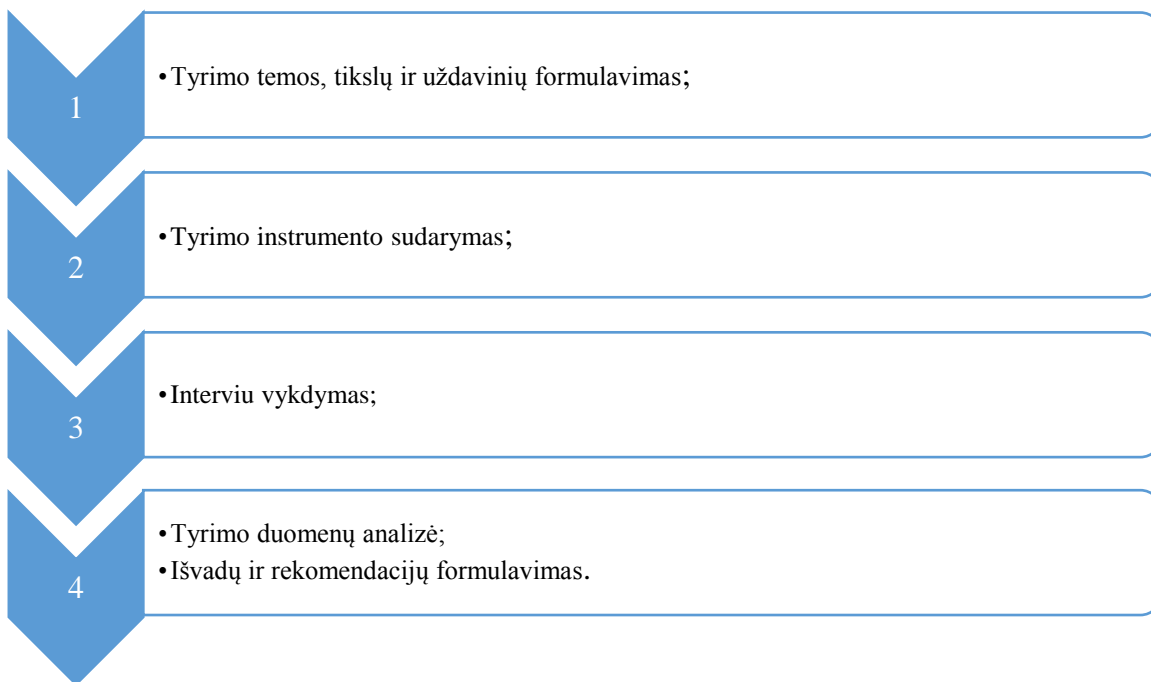 1
•Tyrimo temos, tikslų ir uždavinių formulavimas;
2
•Tyrimo instrumento sudarymas;
3
•Interviu vykdymas;
4
•Tyrimo duomenų analizė;
•Išvadų ir rekomendacijų formulavimas.